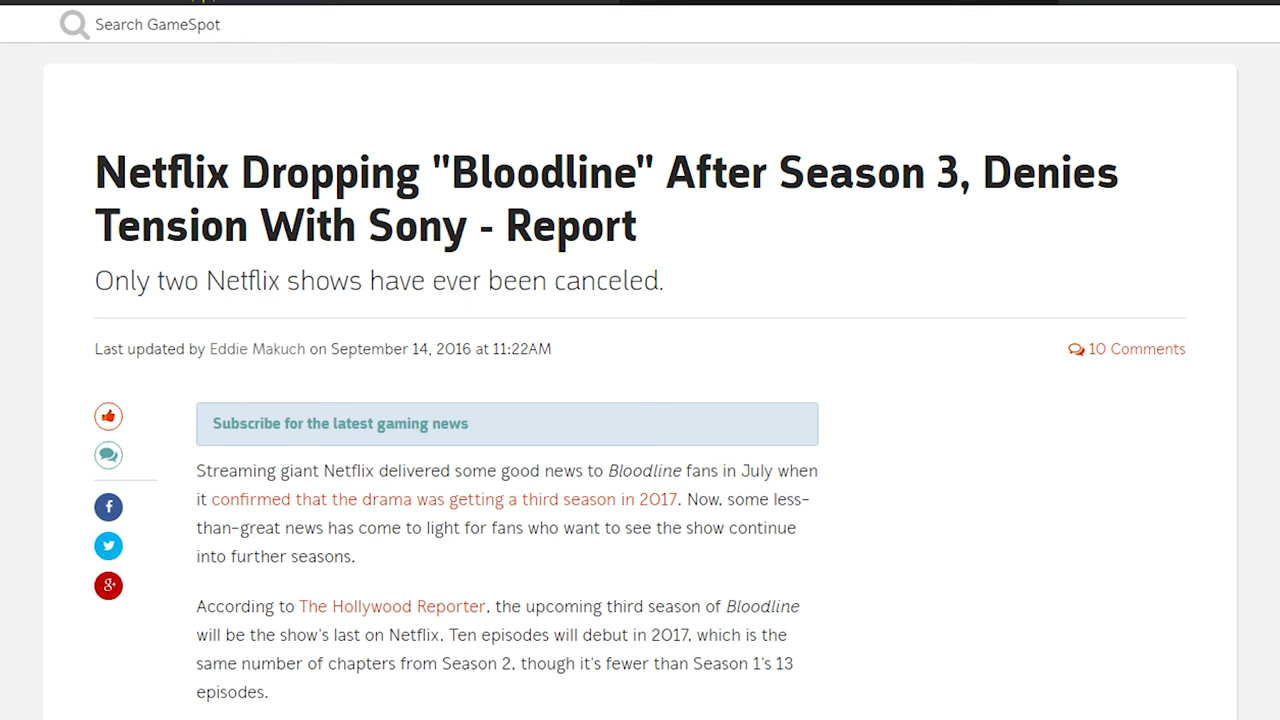 Search GameSpot
Netflix Dropping "Bloodline" After Season 3, Denies
Tension With Sony - Report
Only two Netflix shows have ever been canceled.
Last updated by Eddie Makuch on September 14, 2016 at 11:22AM
10 Comments
Subscribe for the latest gaming news
Streaming giant Netflix delivered some good news to Bloodline fans in July when
it confirmed that the drama was getting a third season in 2017. Now, some less-
than-great news has come to light for fans who want to see the show continue
into further seasons.
According to The Hollywood Reporter, the upcoming third season of Bloodline
will be the show's last on Netflix. Ten episodes will debut in 2017, which is the
same number of chapters from Season 2, though it's fewer than Season 1's 13
episodes.